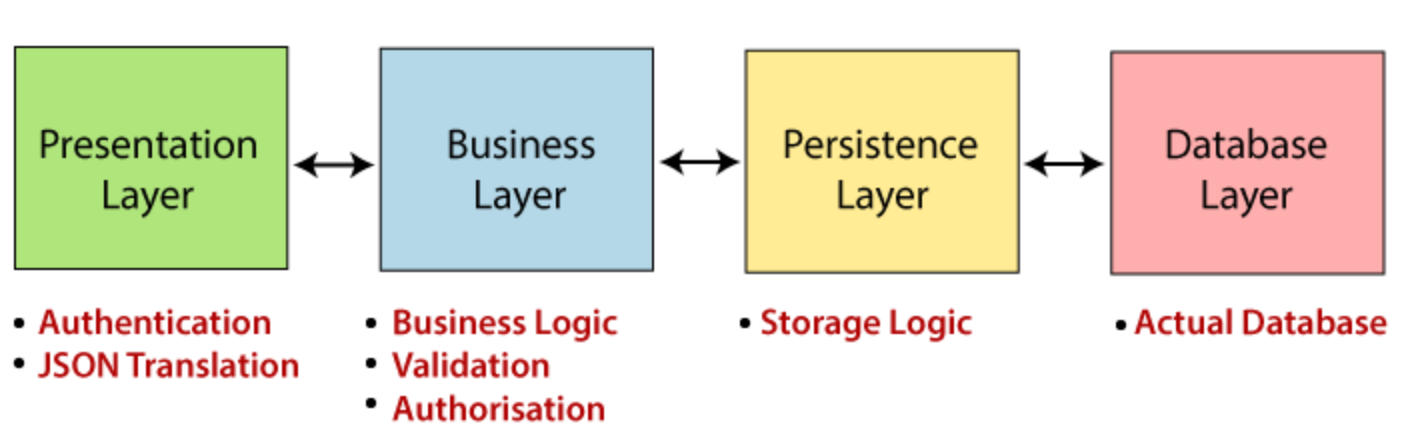 Presentation
Layer
Business
Layer
Persistence
Layer
Database
Layer
• Authentication
• JSON Translation
• Business Logic
• Validation
• Authorisation
• Storage Logic
• Actual Database